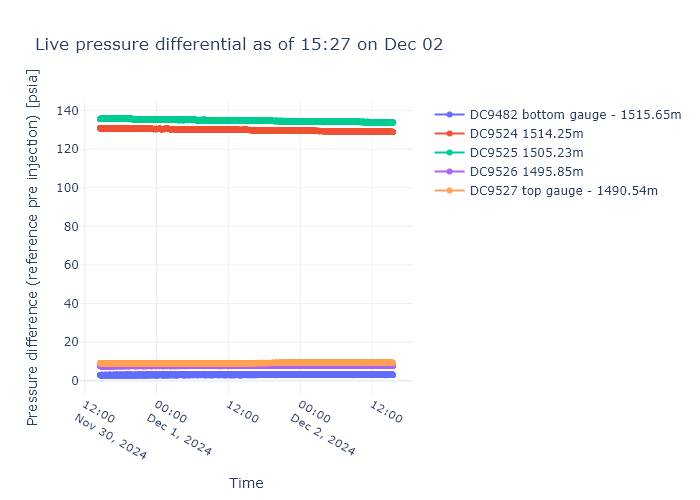 Live pressure differential as of 15:27 on Dec 02
Pressure difference (reference pre injection) [psia]
140
120
100
80
60
40
20
0
12:00
Nov 30, 2024
00:00
Dec 1, 2024
12:00
00:00
Dec 2, 2024
12:00
Time
DC9482 bottom gauge - 1515.65m
DC9524 1514.25m
DC9525 1505.23m
DC9526 1495.85m
DC9527 top gauge - 1490.54m